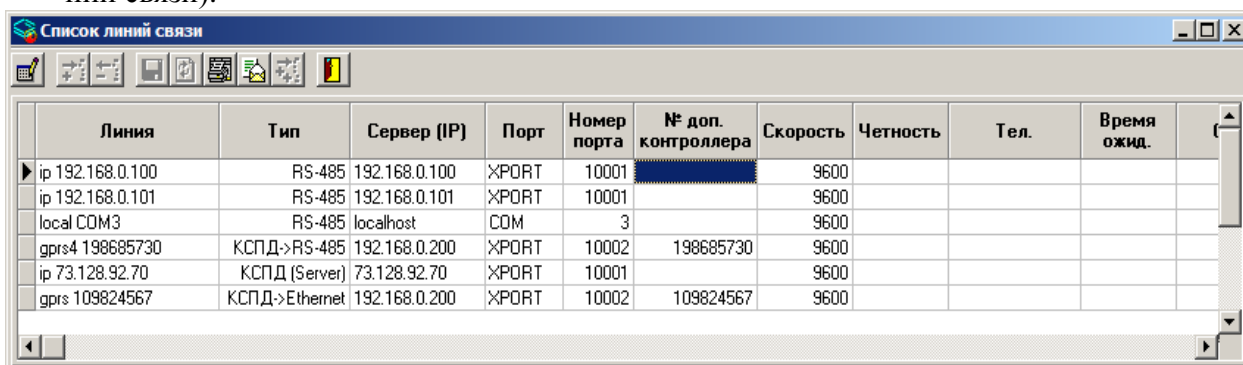 Список линий связи
Линия Тип Сервер (IP) Порт Номер порта № доп. контроллера Скорость Четность Тел. Время ожид.
ip 192.168.0.100 RS-485 192.168.0.100 XPORT 10001 9600
ip 192.168.0.101 RS-485 192.168.0.101 XPORT 10001 9600
local COM3 RS-485 localhost COM 3 9600
gprs4 198685730 КСПД->RS-485 192.168.0.200 XPORT 10002 198685730 9600
ip 73.128.92.70 КСПД (Server) 73.128.92.70 XPORT 10001 9600
gprs 109824567 КСПД->Ethernet 192.168.0.200 XPORT 10002 109824567 9600